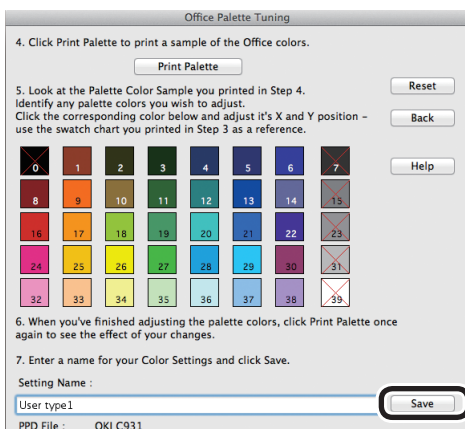 Office Palette Tuning
4. Click Print Palette to print a sample of the Office colors.
Print Palette
5. Look at the Palette Color Sample you printed in Step 4.
Identify any palette colors you wish to adjust.
Click the corresponding color below and adjust it's X and Y position –
use the swatch chart you printed in Step 3 as a reference.
Reset
Back
Help
0 1 2 3 4 5 6 7
8 9 10 11 12 13 14 15
16 17 18 19 20 21 22 23
24 25 26 27 28 29 30 31
32 33 34 35 36 37 38 39
6. When you've finished adjusting the palette colors, click Print Palette once
again to see the effect of your changes.
7. Enter a name for your Color Settings and click Save.
Setting Name :
User type1
Save
PPD File : OKI C931